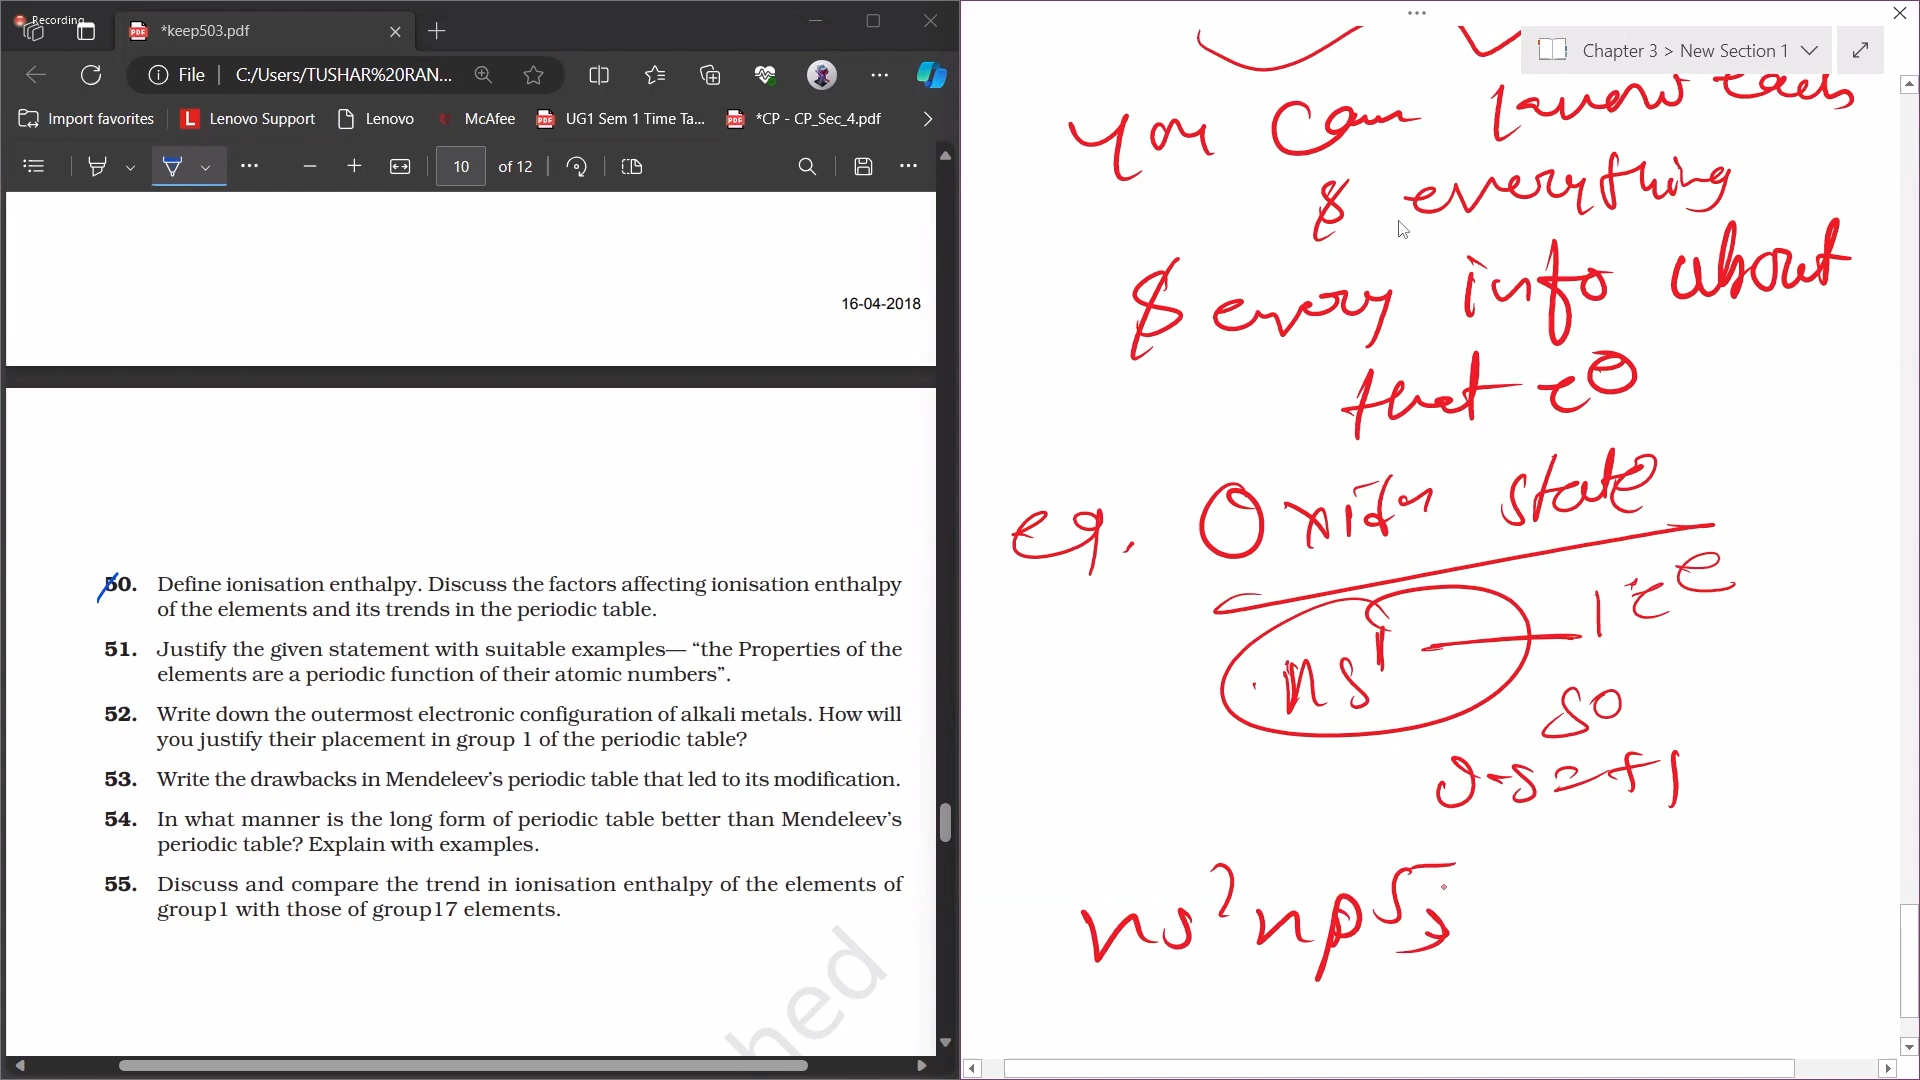 Recording
*keep503.pdf
File
C:/Users/TUSHAR%20RAN...
Import favorites
Lenovo Support
Lenovo
McAfee
UG1 Sem 1 Time Ta...
*CP - CP_Sec_4.pdf
10 of 12
16-04-2018
50. Define ionisation enthalpy. Discuss the factors affecting ionisation enthalpy
of the elements and its trends in the periodic table.
51. Justify the given statement with suitable examples— “the Properties of the
elements are a periodic function of their atomic numbers”.
52. Write down the outermost electronic configuration of alkali metals. How will
you justify their placement in group 1 of the periodic table?
53. Write the drawbacks in Mendeleev’s periodic table that led to its modification.
54. In what manner is the long form of periodic table better than Mendeleev’s
periodic table? Explain with examples.
55. Discuss and compare the trend in ionisation enthalpy of the elements of
group1 with those of group17 elements.
hed
Chapter 3 > New Section 1
you can know each
& everything
& every info about
that
eg. Oxidn state
ns¹
1
so
O.S = +1
ns² np⁵